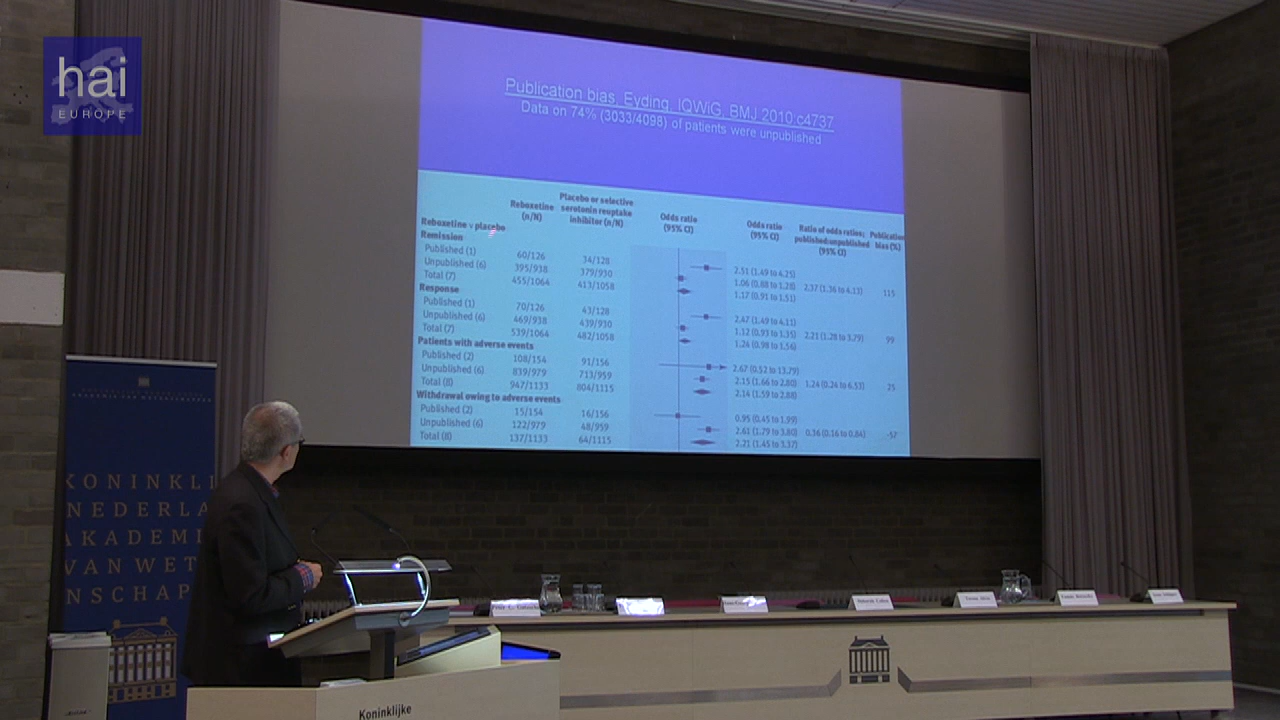 hai
EUROPE
Publication bias, Eyding, IQWiG, BMJ 2010:c4737
Data on 74% (3033/4098) of patients were unpublished
Reboxetine (n/N)
Placebo or selective serotonin reuptake inhibitor (n/N)
Odds ratio (95% CI)
Odds ratio (95% CI)
Ratio of odds ratios; published:unpublished (95% CI)
Publication bias (%)
Reboxetine v placebo
Remission
Published (1) 60/126 34/128 2.51 (1.49 to 4.25)
Unpublished (6) 395/938 379/930 1.06 (0.88 to 1.28) 2.37 (1.36 to 4.13) 115
Total (7) 455/1064 413/1058 1.17 (0.91 to 1.51)
Response
Published (1) 70/126 43/128 2.47 (1.49 to 4.11)
Unpublished (6) 469/938 439/930 1.12 (0.93 to 1.35) 2.21 (1.28 to 3.79) 99
Total (7) 539/1064 482/1058 1.24 (0.98 to 1.56)
Patients with adverse events
Published (2) 108/154 91/156 2.67 (0.52 to 13.79)
Unpublished (6) 839/979 713/959 2.15 (1.66 to 2.80) 1.24 (0.24 to 6.53) 25
Total (8) 947/1133 804/1115 2.14 (1.59 to 2.88)
Withdrawal owing to adverse events
Published (2) 15/154 16/156 0.95 (0.45 to 1.99)
Unpublished (6) 122/979 48/959 2.61 (1.79 to 3.80) 0.36 (0.16 to 0.84) -57
Total (8) 137/1133 64/1115 2.21 (1.45 to 3.37)
KONINKLI
NEDERLA
AKADEMI
VAN WET
NSCHAP
Koninklijke